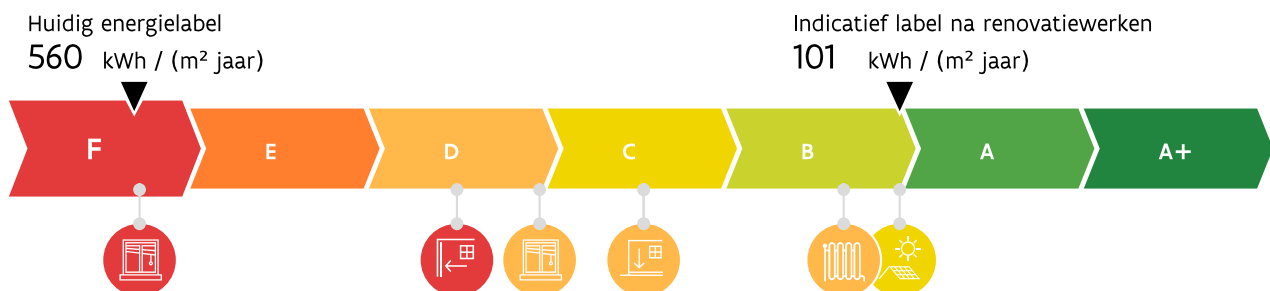 Huidig energielabel
560 kWh / (m² jaar)
Indicatief label na renovatiewerken
101 kWh / (m² jaar)
F
E
D
C
B
A
A+